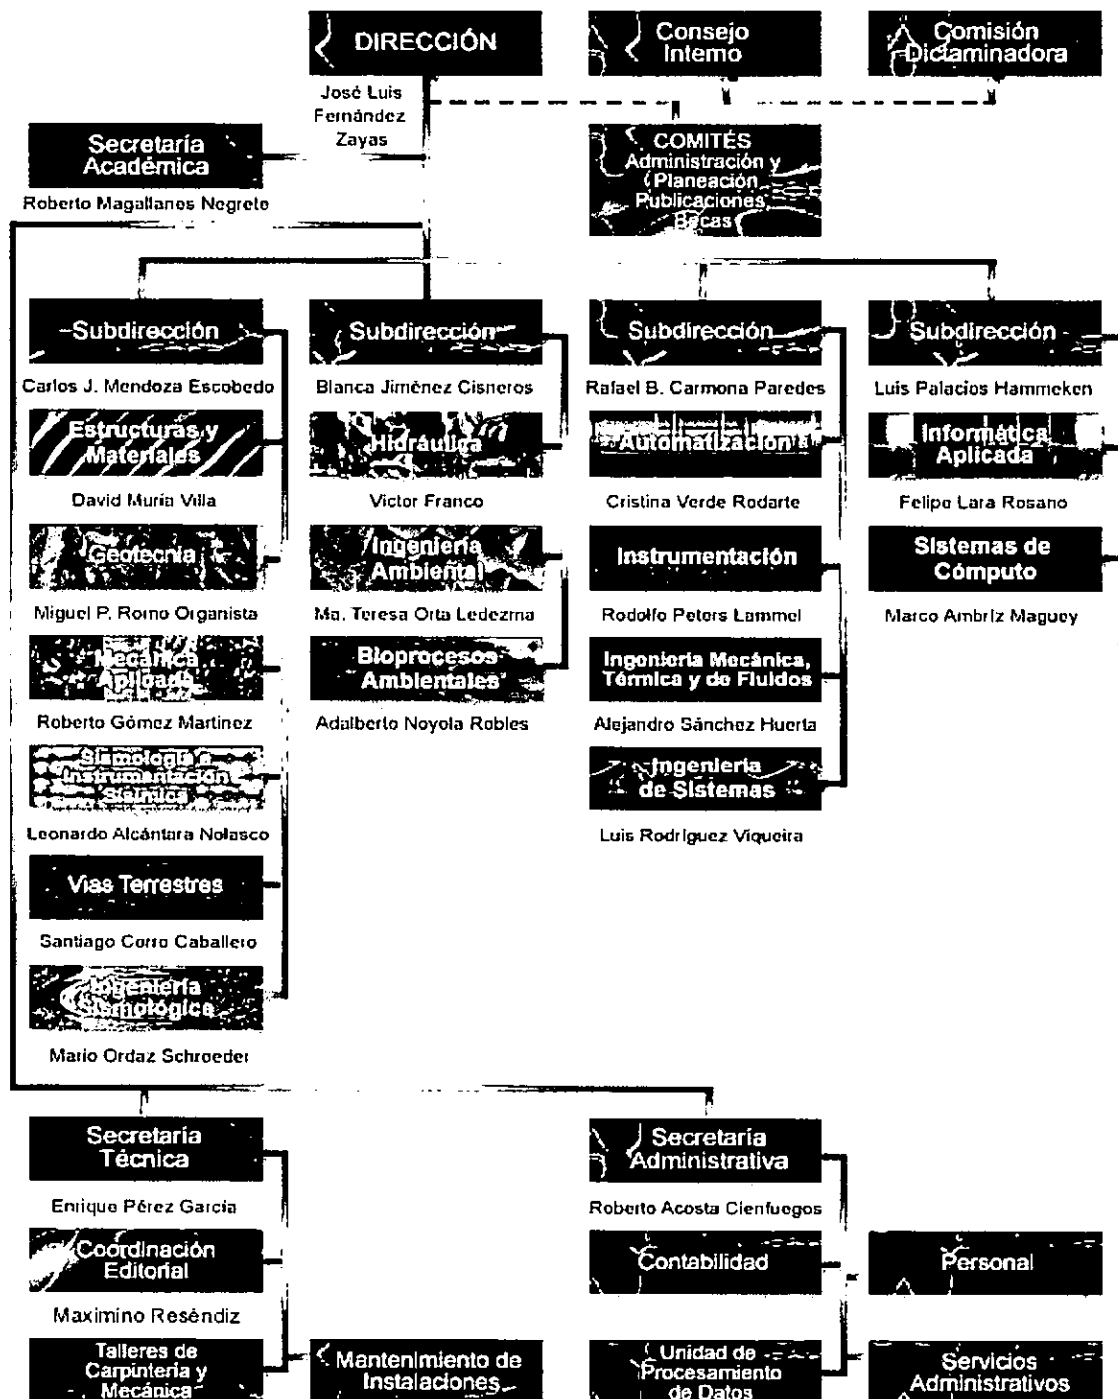 DIRECCIÓN
José Luis
Fernández
Zayas
Consejo
Interno
Comisión
Dictaminadora
COMITÉS
Administración y
Planeación
Publicaciones
Becas
Secretaría
Académica
Roberto Magallanes Negrete
Subdirección
Carlos J. Mendoza Escobedo
Estructuras y
Materiales
David Muria Villa
Geotecnia
Miguel P. Romo Organista
Mecánica
Aplicada
Roberto Gómez Martínez
Sismología e
Instrumentación
Sísmica
Leonardo Alcántara Nolasco
Vias Terrestres
Santiago Corro Caballero
Ingeniería
Sismológica
Mario Ordaz Schroeder
Subdirección
Blanca Jiménez Cisneros
Hidráulica
Victor Franco
Ingeniería
Ambiental
Ma. Teresa Orta Ledezma
Bioprocesos
Ambientales
Adalberto Noyola Robles
Subdirección
Rafael B. Carmona Paredes
Automatización
Cristina Verde Rodarte
Instrumentación
Rodolfo Peters Lammel
Ingeniería Mecánica,
Térmica y de Fluidos
Alejandro Sánchez Huerta
Ingeniería
de Sistemas
Luis Rodríguez Viqueira
Subdirección
Luis Palacios Hammeken
Informática
Aplicada
Felipe Lara Rosano
Sistemas de
Cómputo
Marco Ambriz Maguey
Secretaría
Técnica
Enrique Pérez García
Coordinación
Editorial
Maximino Reséndiz
Talleres de
Carpintería y
Mecánica
Mantenimiento de
Instalaciones
Secretaría
Administrativa
Roberto Acosta Cienfuegos
Contabilidad
Personal
Unidad de
Procesamiento
de Datos
Servicios
Administrativos